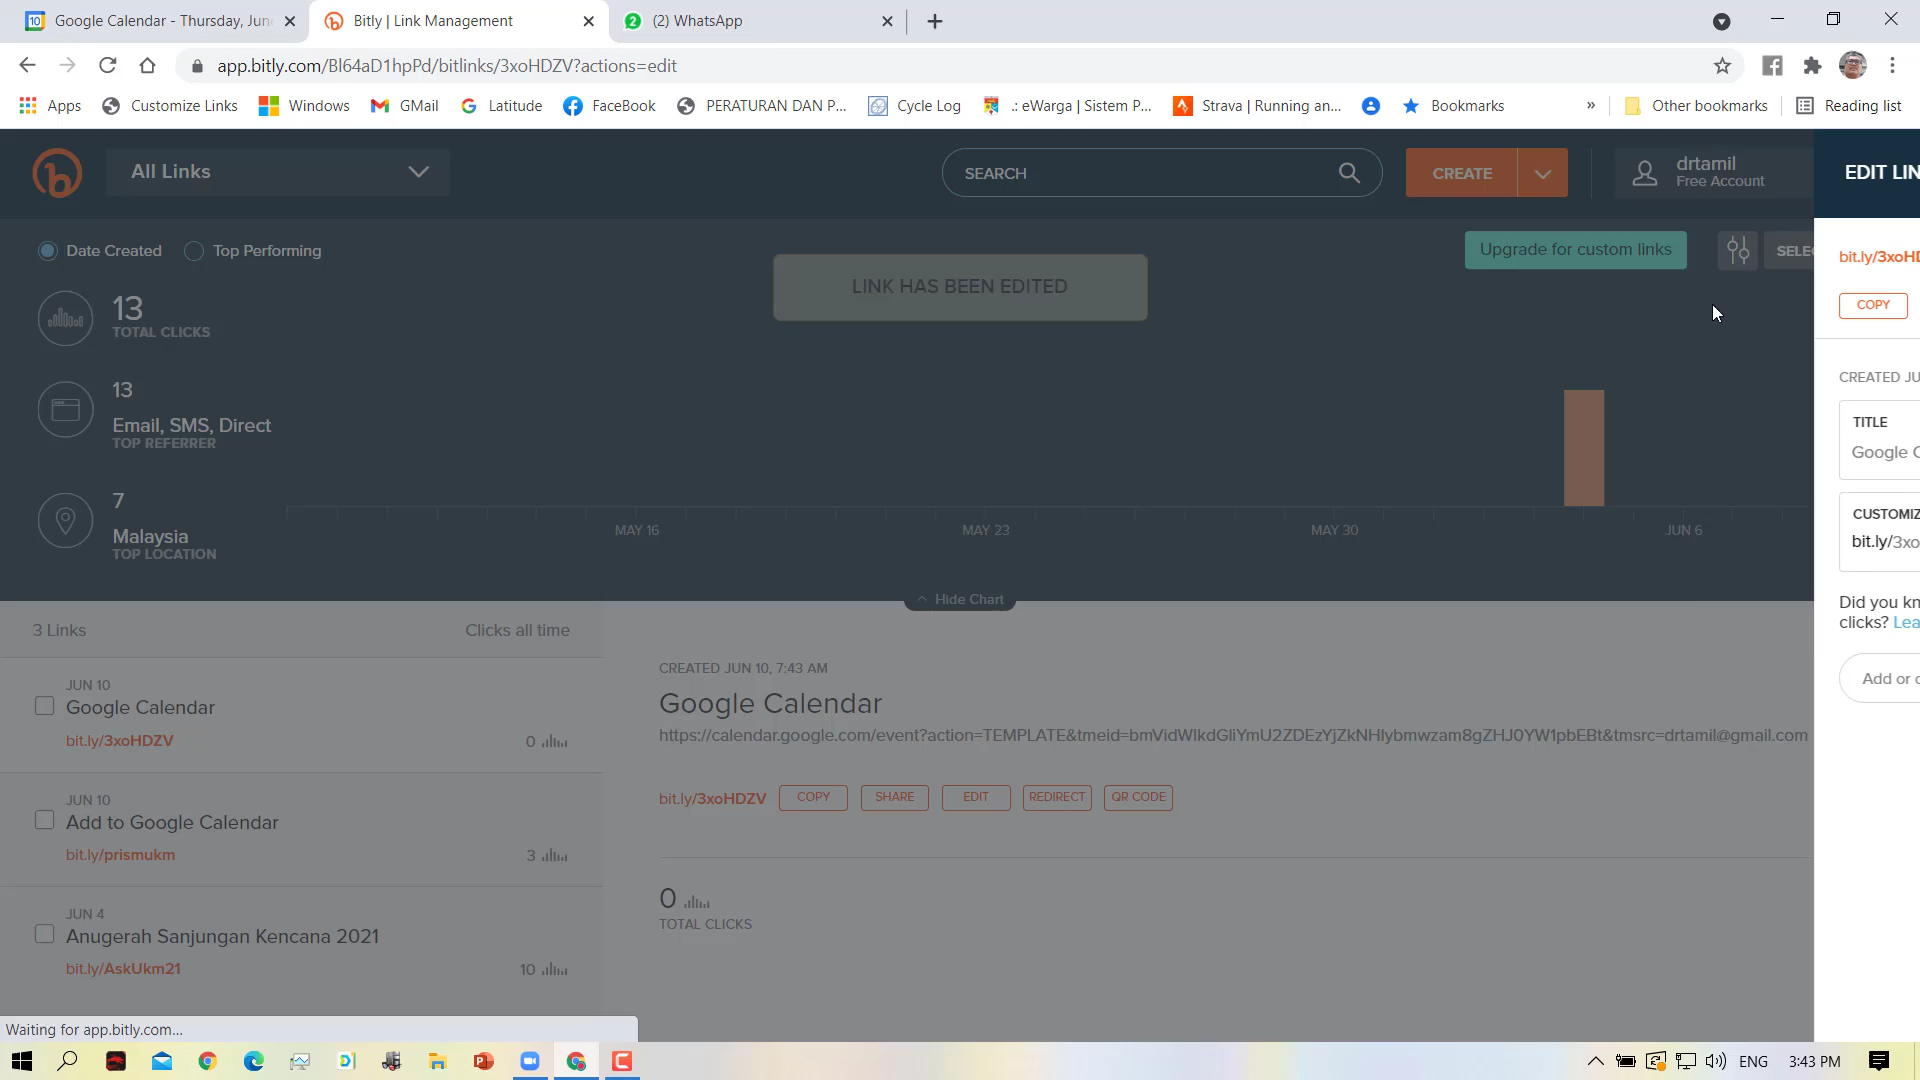 Google Calendar - Thursday, Jun
Bitly | Link Management
(2) WhatsApp
app.bitly.com/Bl64aD1hpPd/bitlinks/3xoHDZV?actions=edit
Apps
Customize Links
Windows
GMail
Latitude
FaceBook
PERATURAN DAN P...
Cycle Log
.: eWarga | Sistem P...
Strava | Running an...
Bookmarks
»
Other bookmarks
Reading list
All Links
SEARCH
CREATE
drtamil
Free Account
EDIT LIN
Date Created
Top Performing
LINK HAS BEEN EDITED
Upgrade for custom links
SELEC
bit.ly/3xoHD
COPY
13
TOTAL CLICKS
13
Email, SMS, Direct
TOP REFERRER
7
Malaysia
TOP LOCATION
MAY 16
MAY 23
MAY 30
JUN 6
CREATED JU
TITLE
Google C
CUSTOMIZ
bit.ly/3xo
Did you kn
clicks? Lea
Add or c
Hide Chart
3 Links
Clicks all time
JUN 10
Google Calendar
bit.ly/3xoHDZV
0
JUN 10
Add to Google Calendar
bit.ly/prismukm
3
JUN 4
Anugerah Sanjungan Kencana 2021
bit.ly/AskUkm21
10
CREATED JUN 10, 7:43 AM
Google Calendar
https://calendar.google.com/event?action=TEMPLATE&tmeid=bmVidWlkdGliYmU2ZDEzYjZkNHlybmwzam8gZHJ0YW1pbEBt&tmsrc=drtamil@gmail.com
bit.ly/3xoHDZV
COPY
SHARE
EDIT
REDIRECT
QR CODE
0
TOTAL CLICKS
Waiting for app.bitly.com...
ENG
3:43 PM